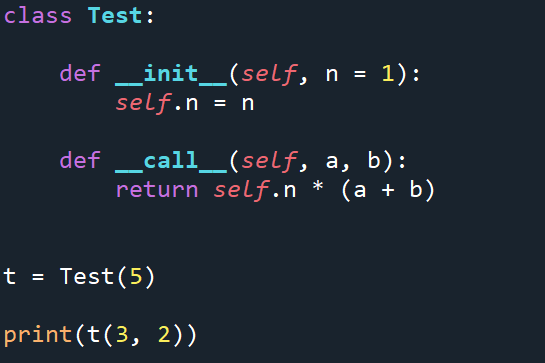 class Test:
    def __init__(self, n = 1):
        self.n = n
    def __call__(self, a, b):
        return self.n * (a + b)
t = Test(5)
print(t(3, 2))